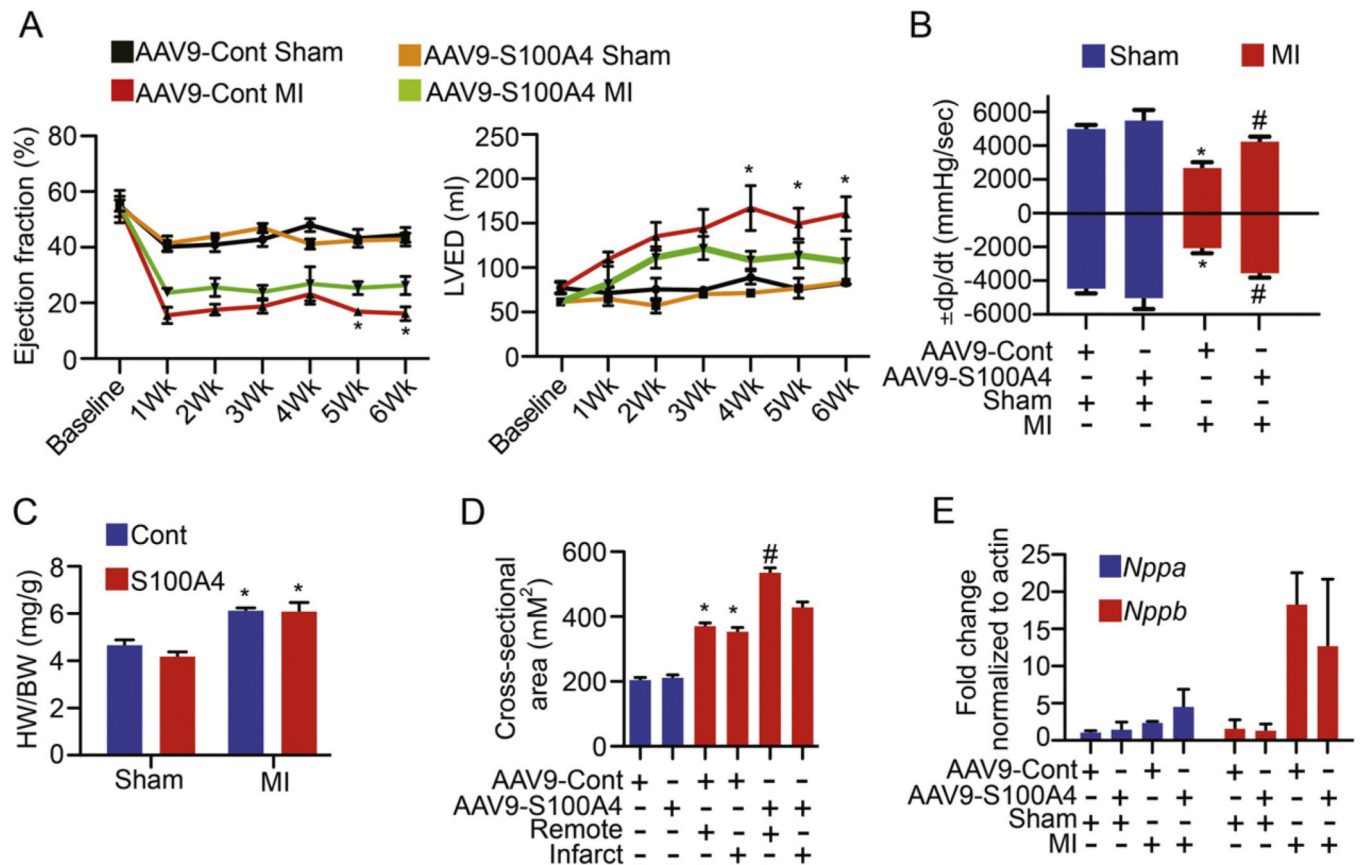 A
AAV9-Cont Sham
AAV9-S100A4 Sham
AAV9-Cont MI
AAV9-S100A4 MI
Ejection fraction (%)
80
60
40
20
0
Baseline
1Wk
2Wk
3Wk
4Wk
5Wk
6Wk
* *
LVED (ml)
250
200
150
100
50
0
Baseline
1Wk
2Wk
3Wk
4Wk
5Wk
6Wk
* * *
B
Sham
MI
±dp/dt (mmHg/sec)
6000
4000
2000
0
-2000
-4000
-6000
* #
* #
AAV9-Cont + - + -
AAV9-S100A4 - + - +
Sham + + - -
MI - - + +
C
Cont
S100A4
HW/BW (mg/g)
8
6
4
2
0
* *
Sham MI
D
Cross-sectional
area (mM²)
600
400
200
0
* * #
AAV9-Cont + - + + - -
AAV9-S100A4 - + - - + +
Remote + +
Infarct + +
E
Nppa
Nppb
Fold change
normalized to actin
25
20
15
10
5
0
AAV9-Cont + - + - + - + -
AAV9-S100A4 - + - + - + - +
Sham + + - - + + - -
MI - - + + - - + +